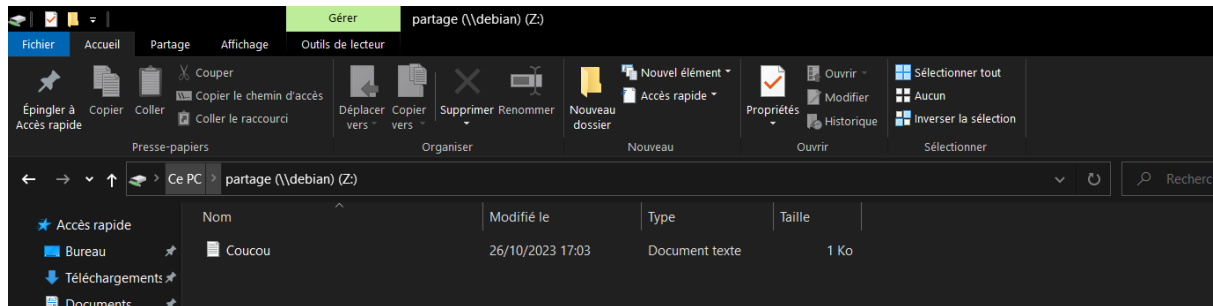 Gérer partage (\\debian) (Z:)
Fichier Accueil Partage Affichage Outils de lecteur
Épingler à Accès rapide
Copier
Coller
Couper
Copier le chemin d'accès
Coller le raccourci
Déplacer vers
Copier vers
Supprimer
Renommer
Nouveau dossier
Nouvel élément
Accès rapide
Propriétés
Ouvrir
Modifier
Historique
Sélectionner tout
Aucun
Inverser la sélection
Presse-papiers Organiser Nouveau Ouvrir Sélectionner
Ce PC > partage (\\debian) (Z:) Recherc
Accès rapide
Bureau
Téléchargements
Documents
Nom Modifié le Type Taille
Coucou 26/10/2023 17:03 Document texte 1 Ko